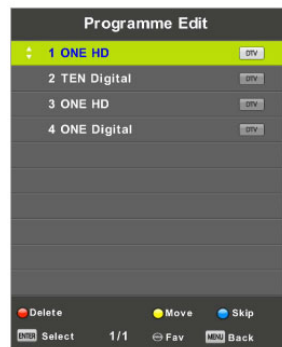 Programme Edit
1 ONE HD DTV
2 TEN Digital DTV
3 ONE HD DTV
4 ONE Digital DTV
Delete Move Skip
ENTER Select 1/1 Fav MENU Back